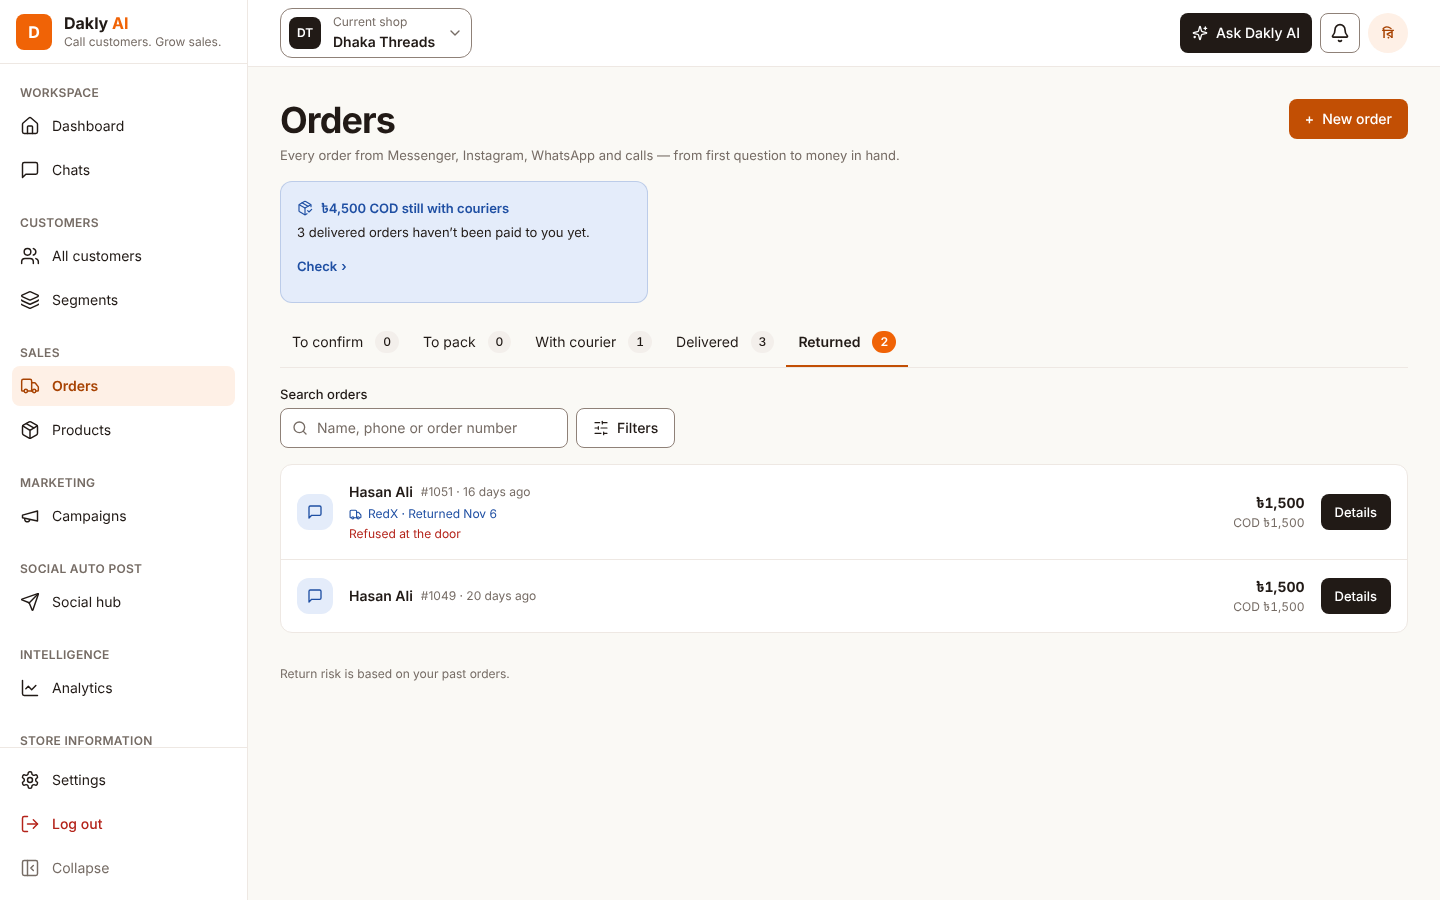 D
Dakly AI
Call customers. Grow sales.
DT
Current shop
Dhaka Threads
Ask Dakly AI
রি
WORKSPACE
Dashboard
Chats
CUSTOMERS
All customers
Segments
SALES
Orders
Products
MARKETING
Campaigns
SOCIAL AUTO POST
Social hub
INTELLIGENCE
Analytics
STORE INFORMATION
Settings
Log out
Collapse
Orders
+ New order
Every order from Messenger, Instagram, WhatsApp and calls — from first question to money in hand.
৳4,500 COD still with couriers
3 delivered orders haven’t been paid to you yet.
Check ›
To confirm 0 To pack 0 With courier 1 Delivered 3 Returned 2
Search orders
Name, phone or order number
Filters
Hasan Ali #1051 · 16 days ago
RedX · Returned Nov 6
Refused at the door
৳1,500
COD ৳1,500
Details
Hasan Ali #1049 · 20 days ago
৳1,500
COD ৳1,500
Details
Return risk is based on your past orders.